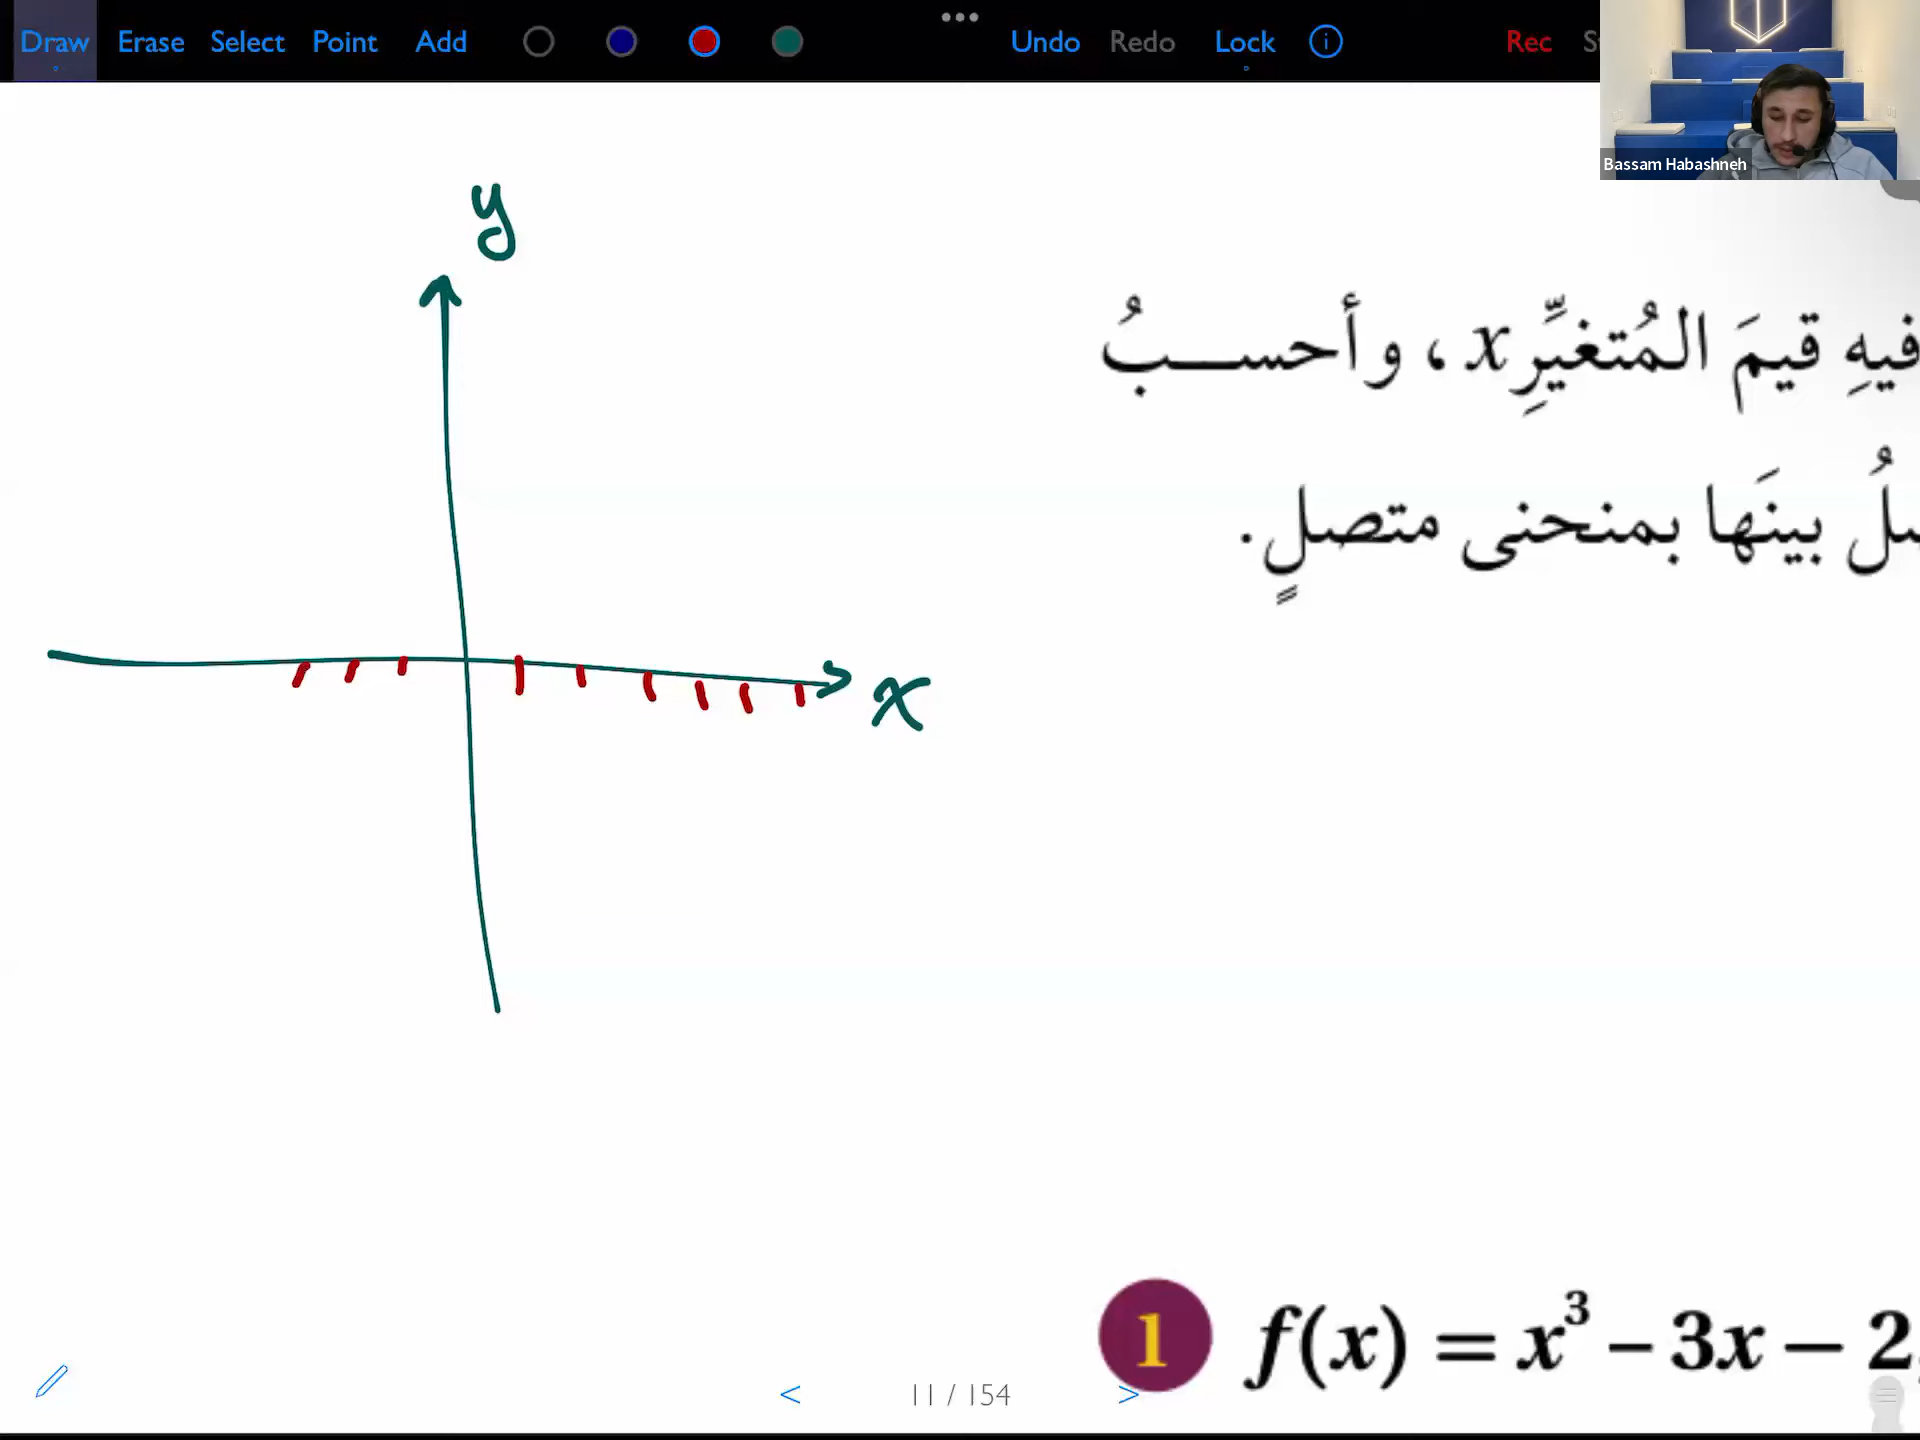 Draw Erase Select Point Add Undo Redo Lock Rec
Bassam Habashneh
y
فيهِ قيمَ المُتغيِّرِ x، وأحسبُ
بينَها بمنحنى متصلٍ.
x
1 f(x) = x³ – 3x – 2
< 11 / 154 >